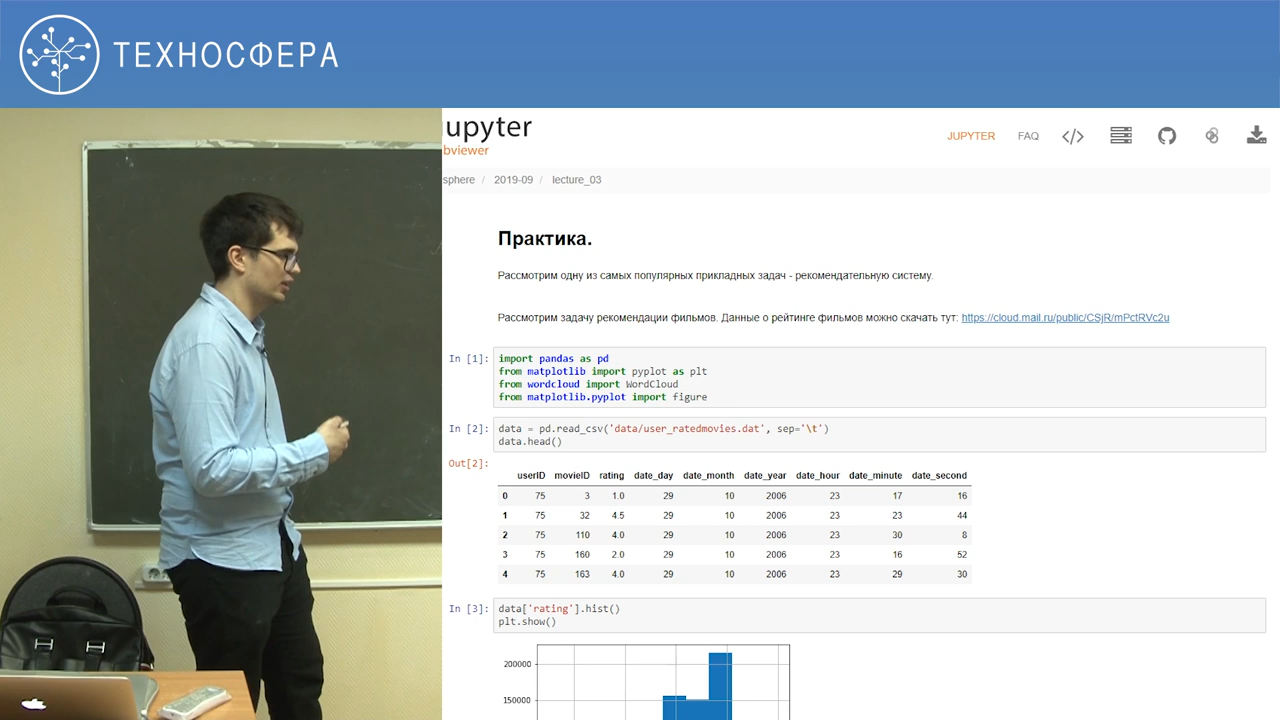 ТЕХНОСФЕРА
upyter
bviewer
JUPYTER FAQ </>
sphere / 2019-09 / lecture_03
Практика.
Рассмотрим одну из самых популярных прикладных задач - рекомендательную систему.
Рассмотрим задачу рекомендации фильмов. Данные о рейтинге фильмов можно скачать тут: https://cloud.mail.ru/public/CSjR/mPctRVc2u
In [1]: import pandas as pd
from matplotlib import pyplot as plt
from wordcloud import WordCloud
from matplotlib.pyplot import figure
In [2]: data = pd.read_csv('data/user_ratedmovies.dat', sep='\t')
data.head()
Out[2]:
userID movieID rating date_day date_month date_year date_hour date_minute date_second
0 75 3 1.0 29 10 2006 23 17 16
1 75 32 4.5 29 10 2006 23 23 44
2 75 110 4.0 29 10 2006 23 30 8
3 75 160 2.0 29 10 2006 23 16 52
4 75 163 4.0 29 10 2006 23 29 30
In [3]: data['rating'].hist()
plt.show()
200000
150000